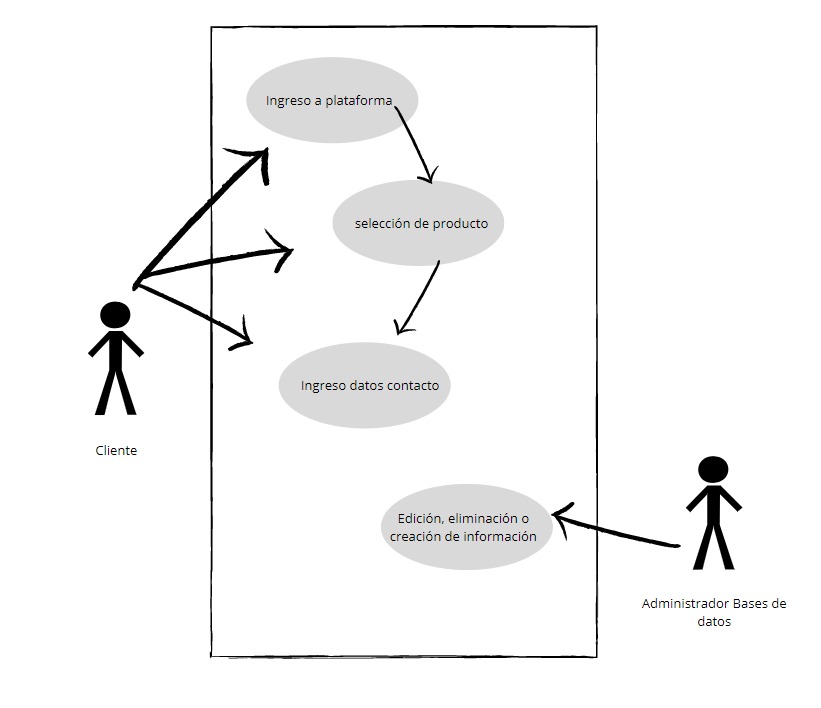 Ingreso a plataforma
selección de producto
Ingreso datos contacto
Cliente
Edición, eliminación o
creación de información
Administrador Bases de
datos